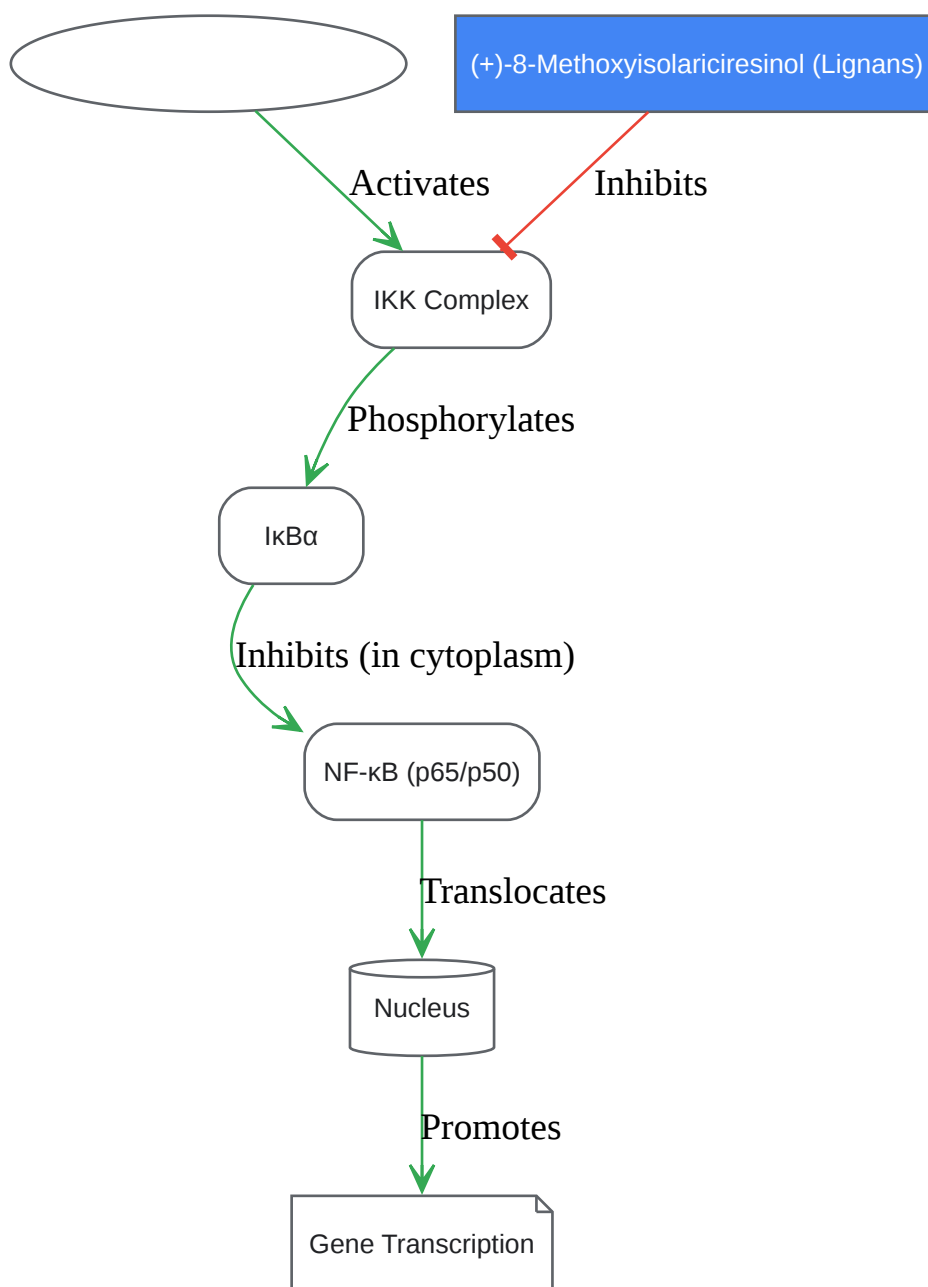 (+)-8-Methoxyisolariciresinol (Lignans)
Activates
Inhibits
IKK Complex
Phosphorylates
IκBα
Inhibits (in cytoplasm)
NF-κB (p65/p50)
Translocates
Nucleus
Promotes
Gene Transcription